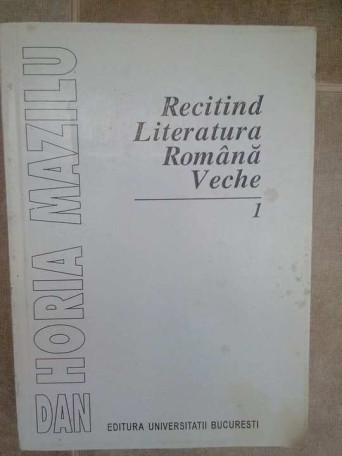 DAN HORIA MAZILU
Recitind
Literatura
Română
Veche
1
EDITURA UNIVERSITATII BUCURESTI